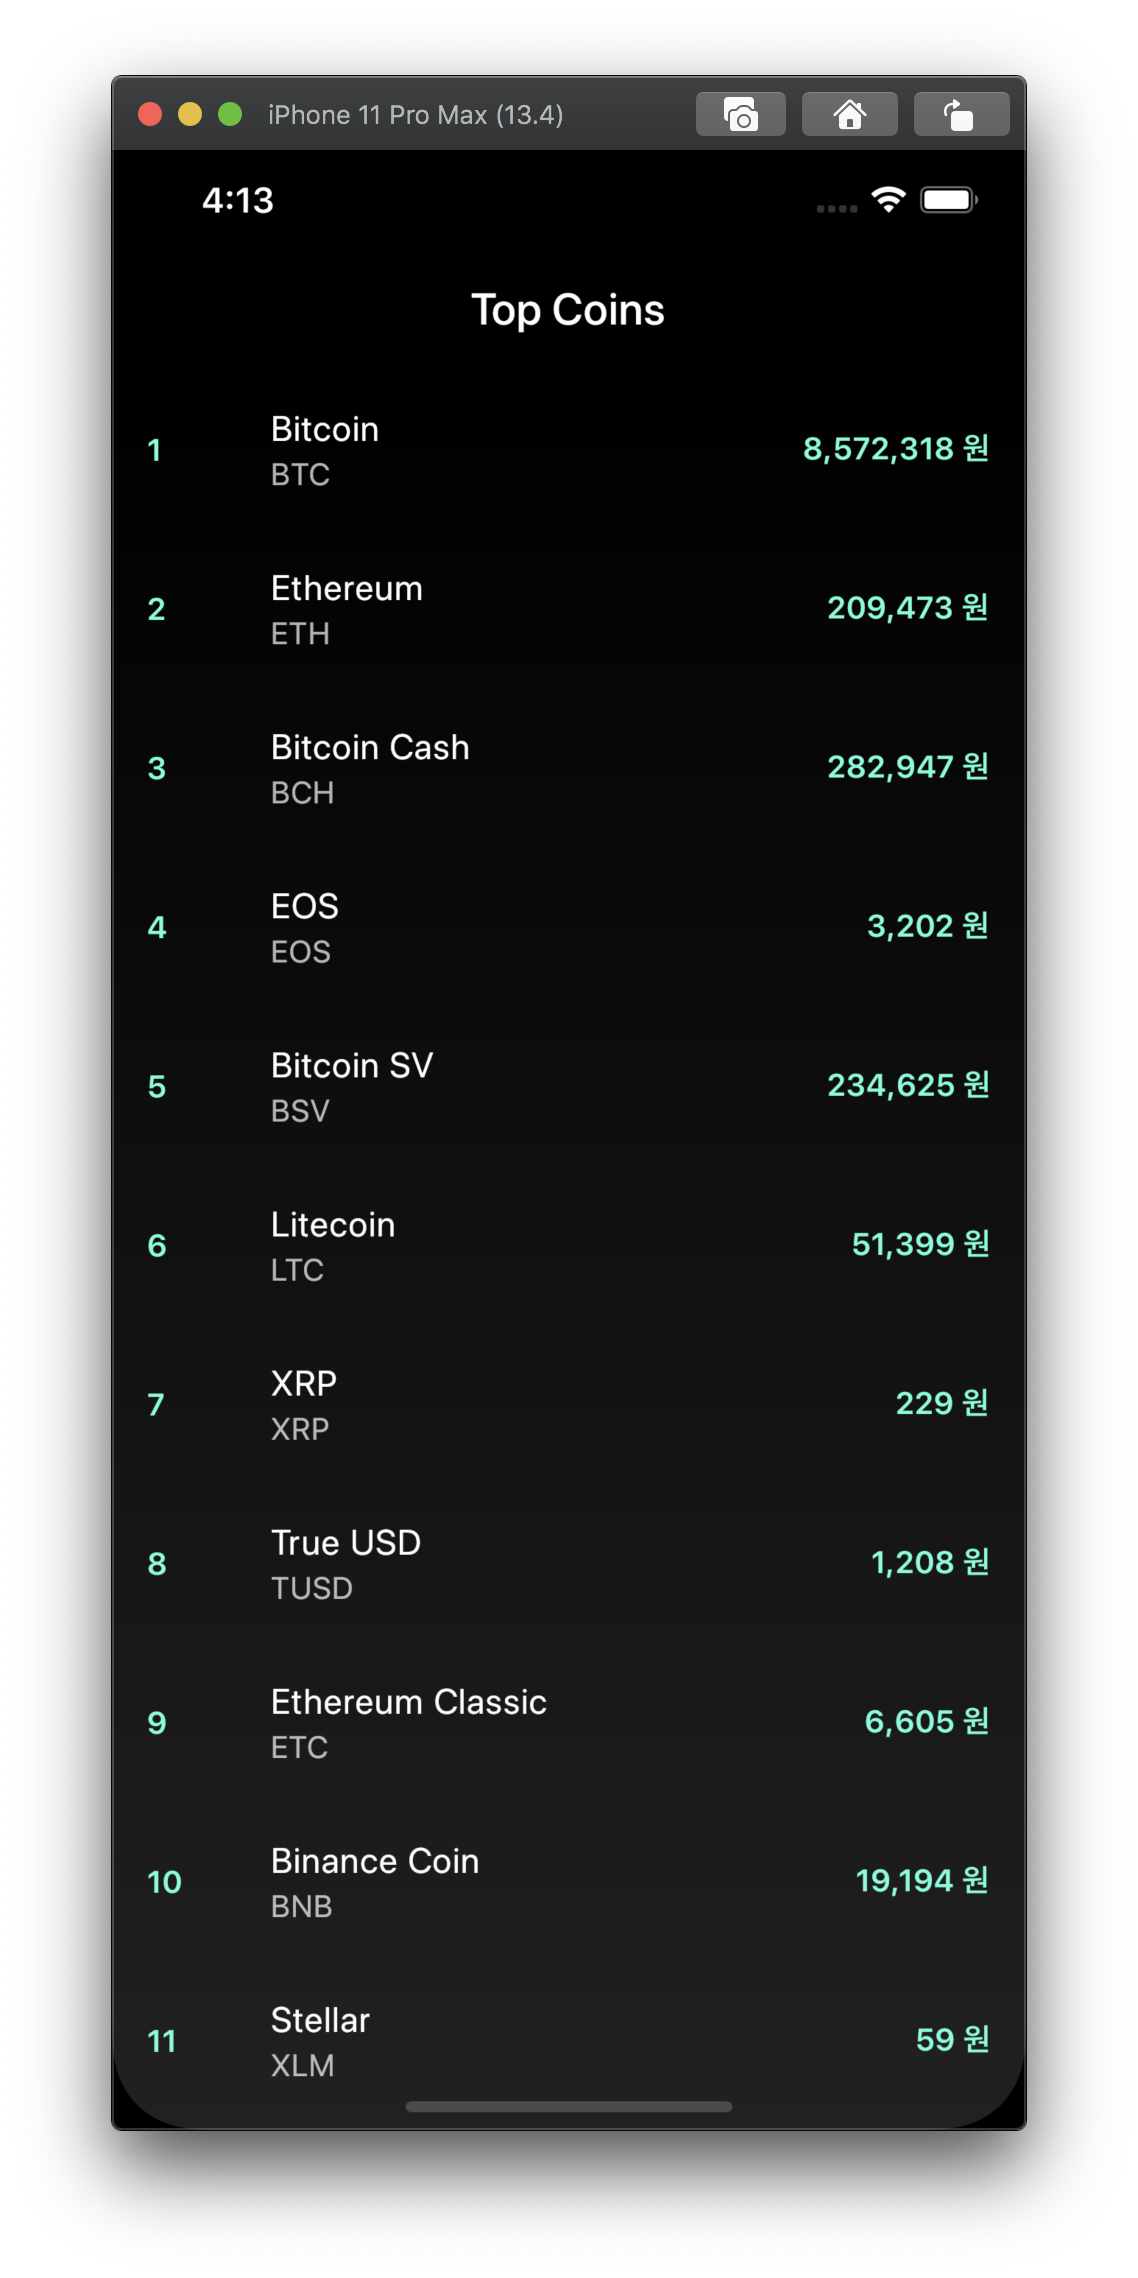 iPhone 11 Pro Max (13.4)
4:13
Top Coins
1
Bitcoin
BTC
8,572,318 원
2
Ethereum
ETH
209,473 원
3
Bitcoin Cash
BCH
282,947 원
4
EOS
EOS
3,202 원
5
Bitcoin SV
BSV
234,625 원
6
Litecoin
LTC
51,399 원
7
XRP
XRP
229 원
8
True USD
TUSD
1,208 원
9
Ethereum Classic
ETC
6,605 원
10
Binance Coin
BNB
19,194 원
11
Stellar
XLM
59 원